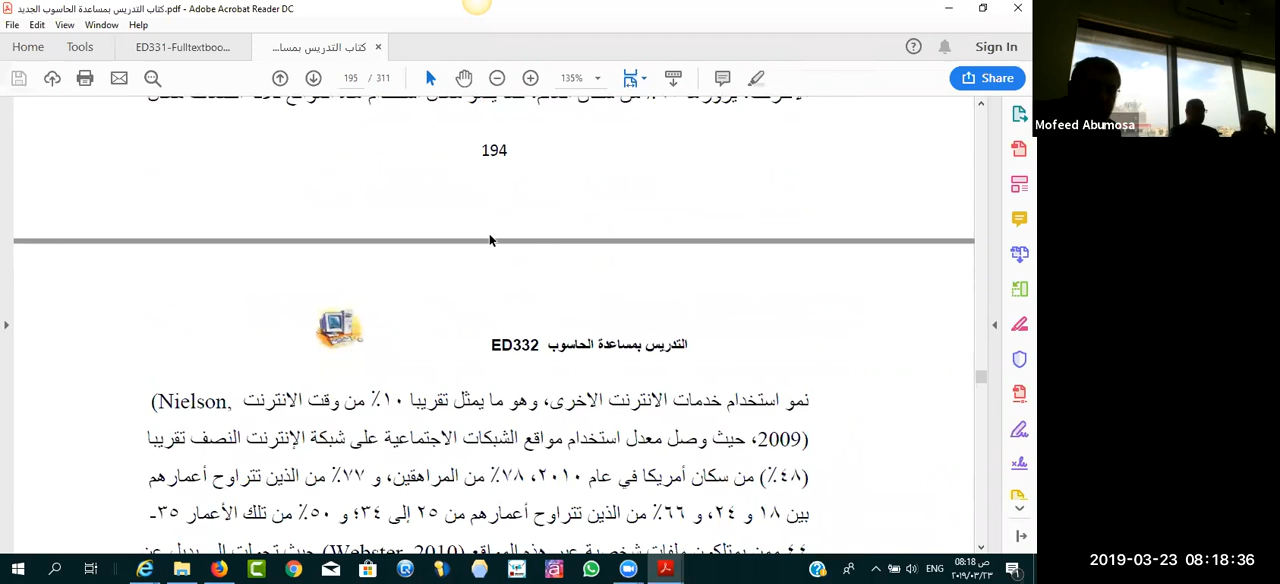 كتاب التدريس بمساعدة الحاسوب الجديد.pdf - Adobe Acrobat Reader DC
File Edit View Window Help
Home Tools ED331-Fulltextboo... كتاب التدريس بمسا... × Sign In
195 / 311 135% Share
194
التدريس بمساعدة الحاسوب ED332
نمو استخدام خدمات الانترنت الاخرى، وهو ما يمثل تقريبا ١٠٪ من وقت الانترنت (Nielson,
2009)، حيث وصل معدل استخدام مواقع الشبكات الاجتماعية على شبكة الإنترنت النصف تقريبا
(٤٨٪) من سكان أمريكا في عام ٢٠١٠، ٧٨٪ من المراهقين، و ٧٧٪ من الذين تتراوح أعمارهم
بين ١٨ و ٢٤، و ٦٦٪ من الذين تتراوح أعمارهم من ٢٥ إلى ٣٤؛ و ٥٠٪ من تلك الأعمار ٣٥-
Mofeed Abumosa
ENG 08:18 ص
٢٠١٩/٠٣/٢٣
2019-03-23 08:18:36